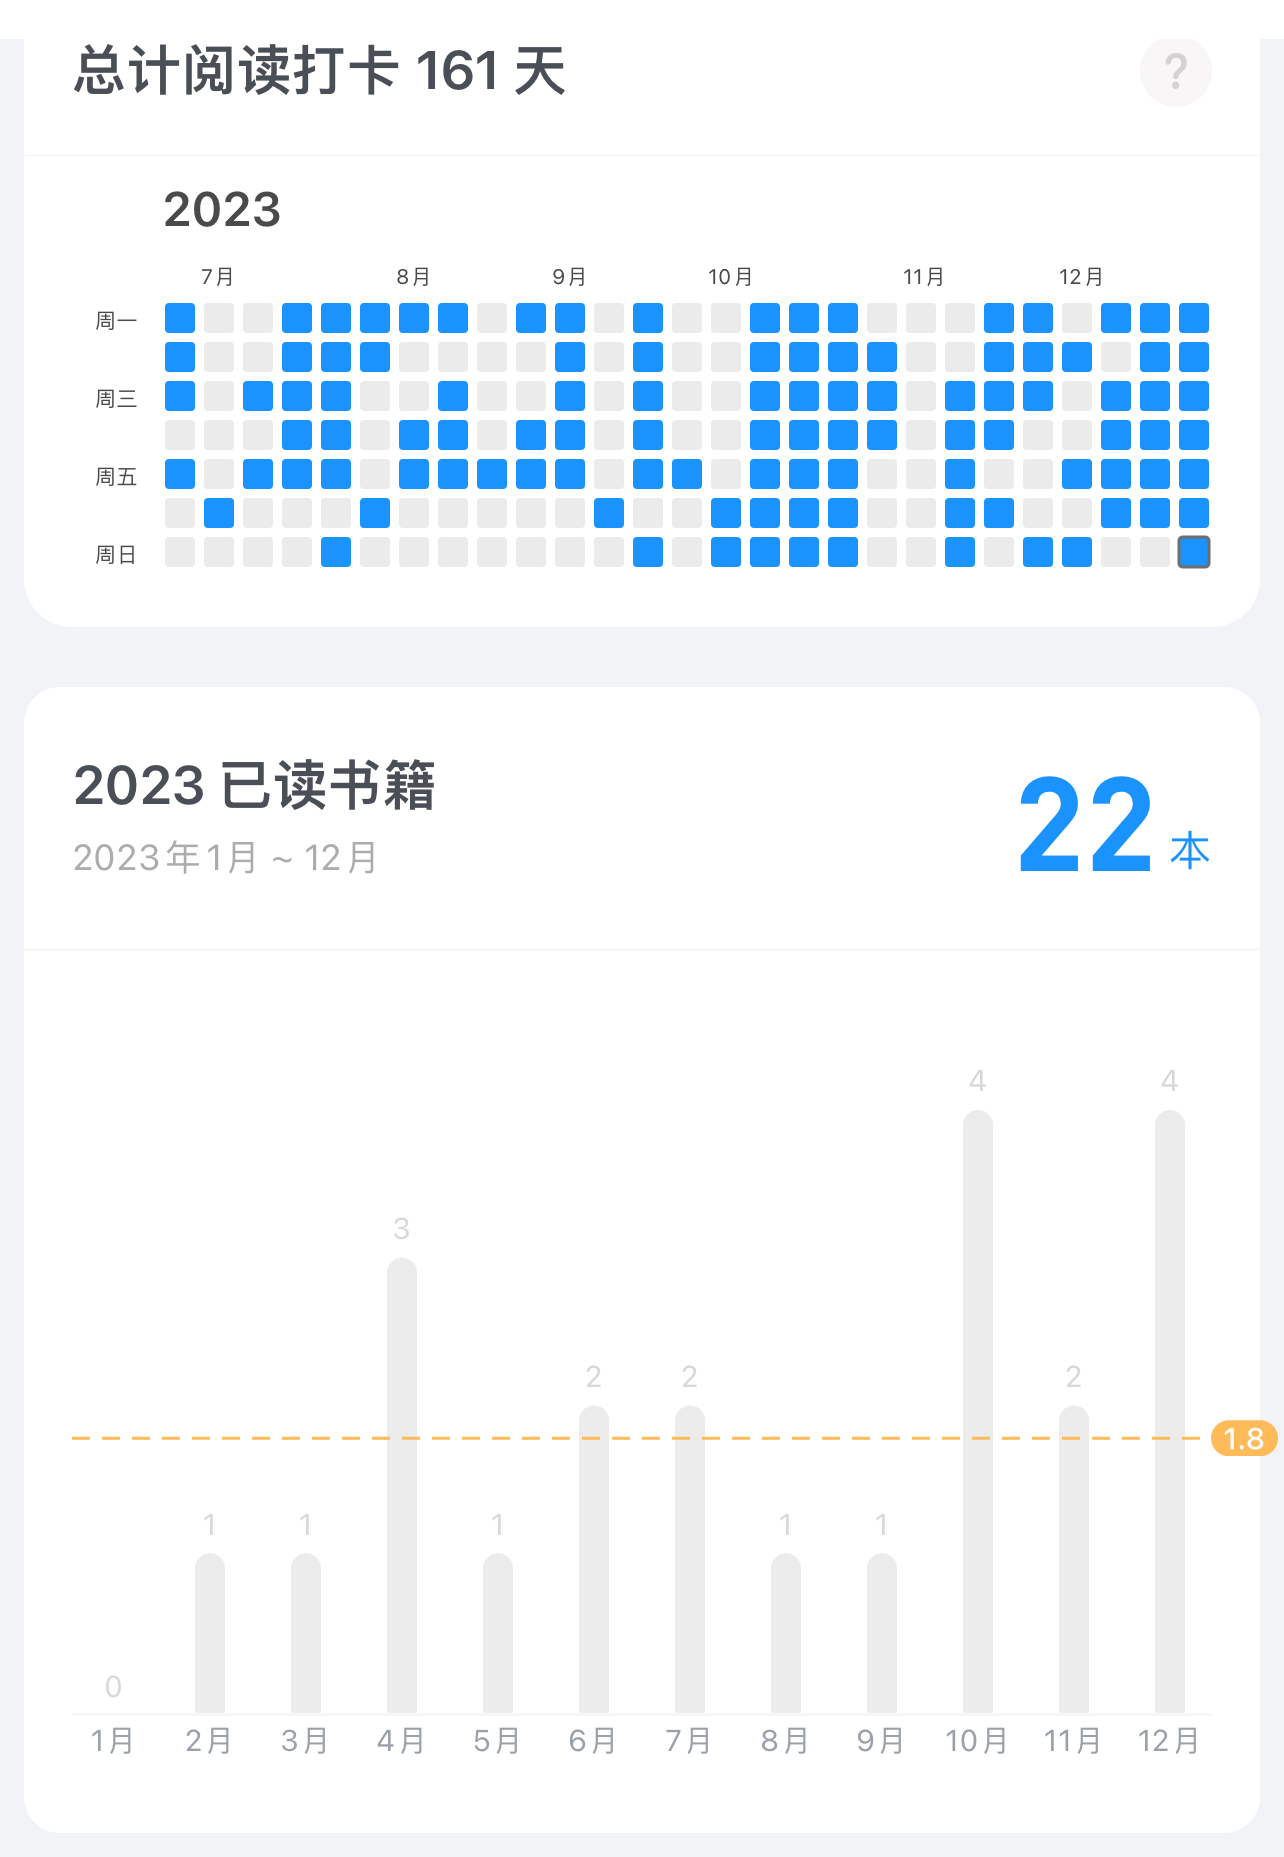 总计阅读打卡 161 天
?
2023
7月 8月 9月 10月 11月 12月
周一
周三
周五
周日
2023 已读书籍
2023年1月 ~ 12月
22 本
4 4
3
2 2 2
1.8
1 1 1 1 1
0
1月 2月 3月 4月 5月 6月 7月 8月 9月 10月 11月 12月